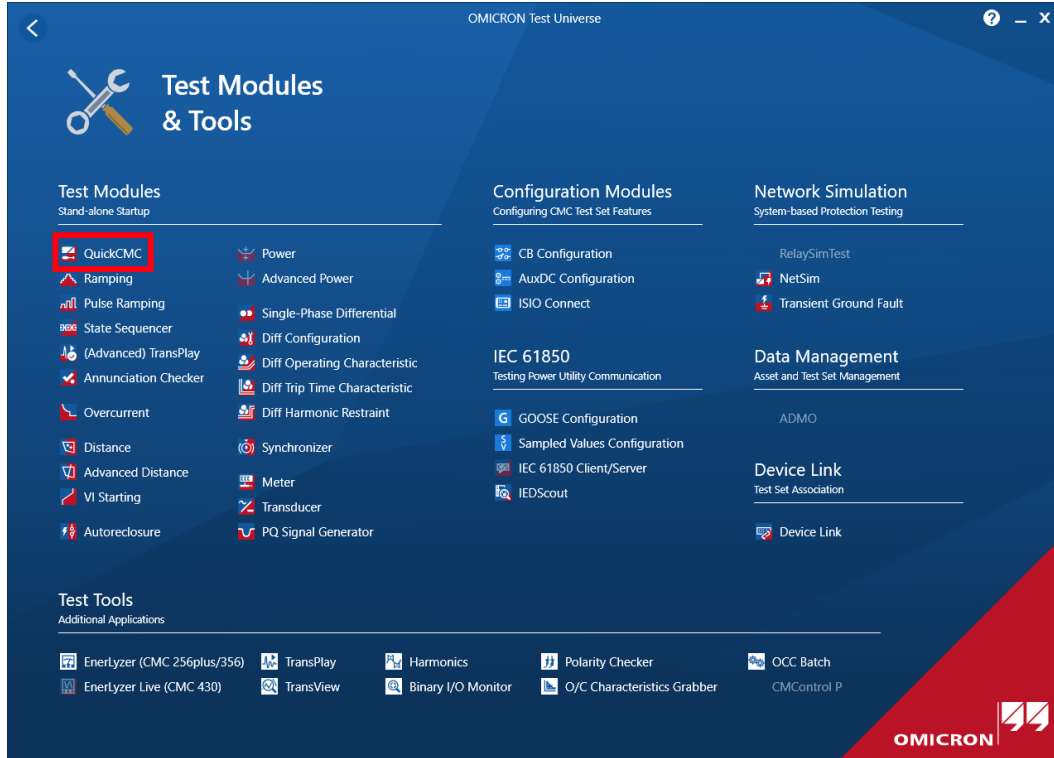 OMICRON Test Universe
Test Modules
& Tools
Test Modules
Stand-alone Startup
QuickCMC
Ramping
Pulse Ramping
State Sequencer
(Advanced) TransPlay
Annunciation Checker
Overcurrent
Distance
Advanced Distance
VI Starting
Autoreclosure
Power
Advanced Power
Single-Phase Differential
Diff Configuration
Diff Operating Characteristic
Diff Trip Time Characteristic
Diff Harmonic Restraint
Synchronizer
Meter
Transducer
PQ Signal Generator
Configuration Modules
Configuring CMC Test Set Features
CB Configuration
AuxDC Configuration
ISIO Connect
IEC 61850
Testing Power Utility Communication
GOOSE Configuration
Sampled Values Configuration
IEC 61850 Client/Server
IEDScout
Network Simulation
System-based Protection Testing
RelaySimTest
NetSim
Transient Ground Fault
Data Management
Asset and Test Set Management
ADMO
Device Link
Test Set Association
Device Link
Test Tools
Additional Applications
EnerLyzer (CMC 256plus/356)
EnerLyzer Live (CMC 430)
TransPlay
TransView
Harmonics
Binary I/O Monitor
Polarity Checker
O/C Characteristics Grabber
OCC Batch
CMControl P
OMICRON